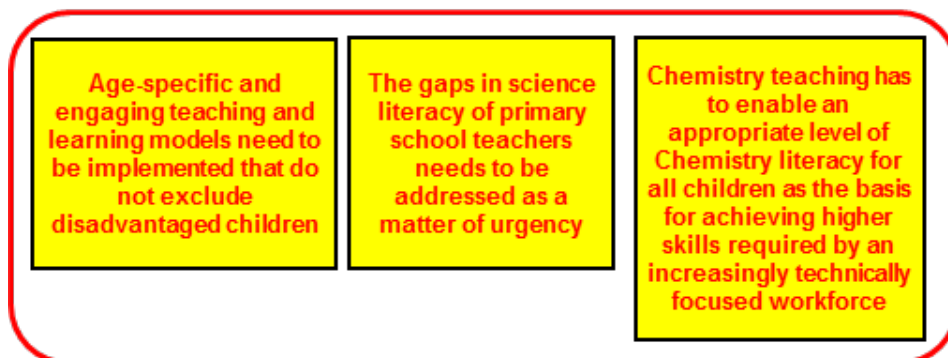 Age-specific and
engaging teaching and
learning models need to
be implemented that do
not exclude
disadvantaged children
The gaps in science
literacy of primary
school teachers
needs to be
addressed as a
matter of urgency
Chemistry teaching has
to enable an
appropriate level of
Chemistry literacy for
all children as the basis
for achieving higher
skills required by an
increasingly technically
focused workforce